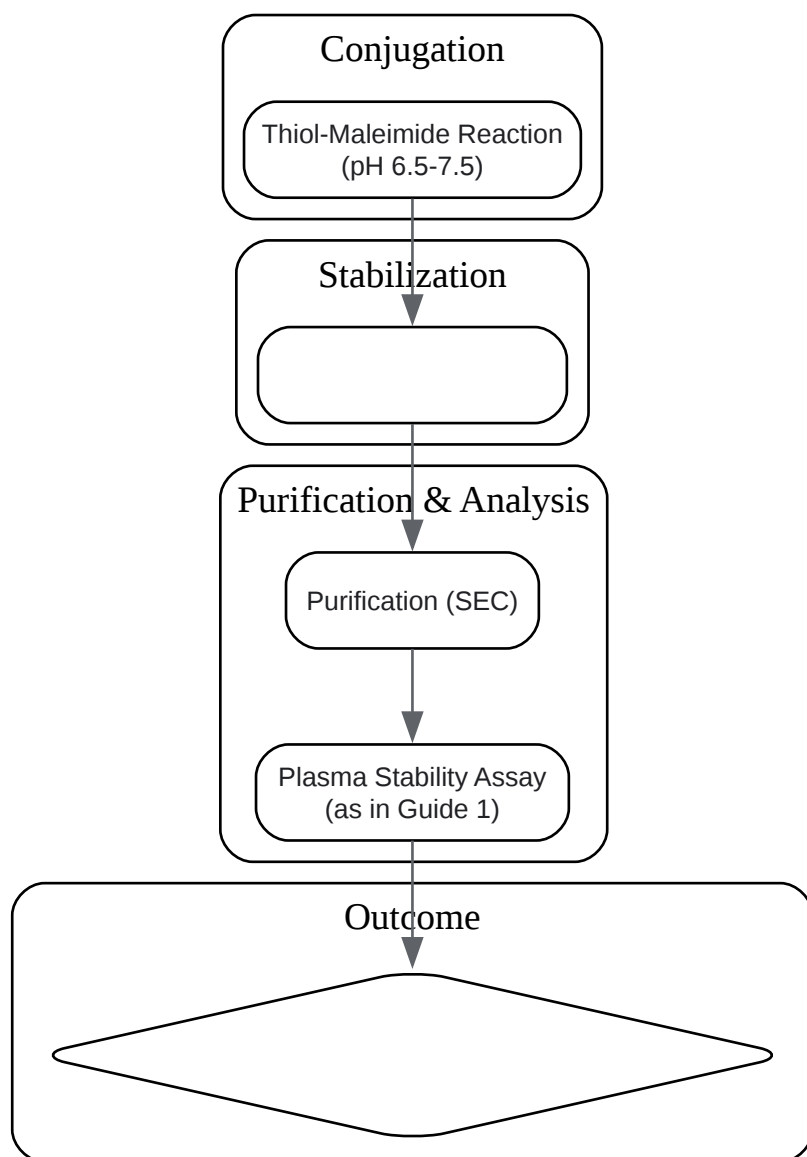 Conjugation
Thiol-Maleimide Reaction
(pH 6.5-7.5)
Stabilization
Purification & Analysis
Purification (SEC)
Plasma Stability Assay
(as in Guide 1)
Outcome